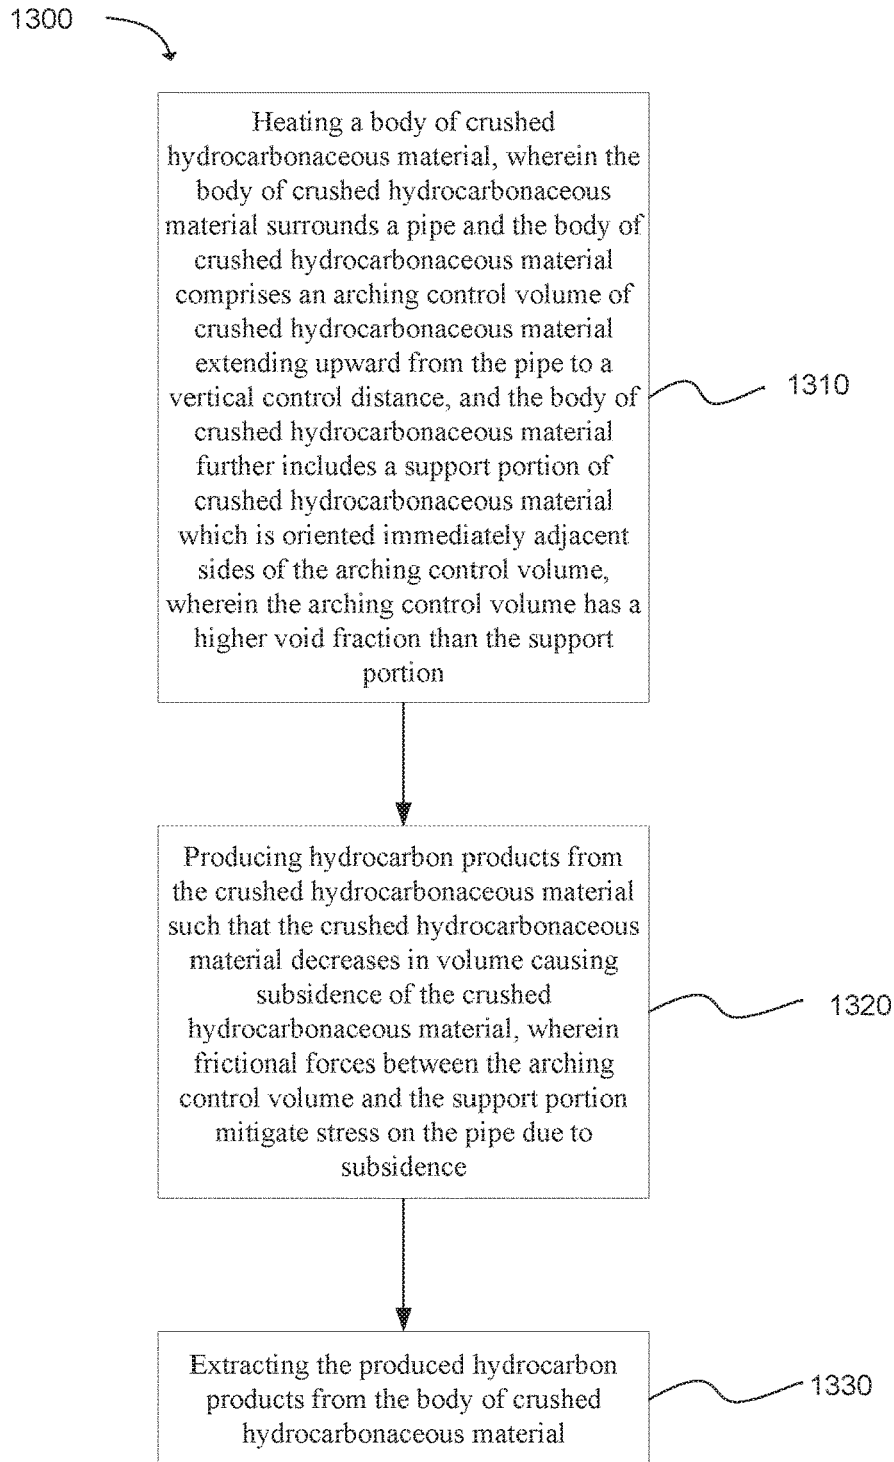 1300
Heating a body of crushed
hydrocarbonaceous material, wherein the
body of crushed hydrocarbonaceous
material surrounds a pipe and the body of
crushed hydrocarbonaceous material
comprises an arching control volume of
crushed hydrocarbonaceous material
extending upward from the pipe to a
vertical control distance, and the body of
crushed hydrocarbonaceous material
further includes a support portion of
crushed hydrocarbonaceous material
which is oriented immediately adjacent
sides of the arching control volume,
wherein the arching control volume has a
higher void fraction than the support
portion
1310
Producing hydrocarbon products from
the crushed hydrocarbonaceous material
such that the crushed hydrocarbonaceous
material decreases in volume causing
subsidence of the crushed
hydrocarbonaceous material, wherein
frictional forces between the arching
control volume and the support portion
mitigate stress on the pipe due to
subsidence
1320
Extracting the produced hydrocarbon
products from the body of crushed
hydrocarbonaceous material
1330